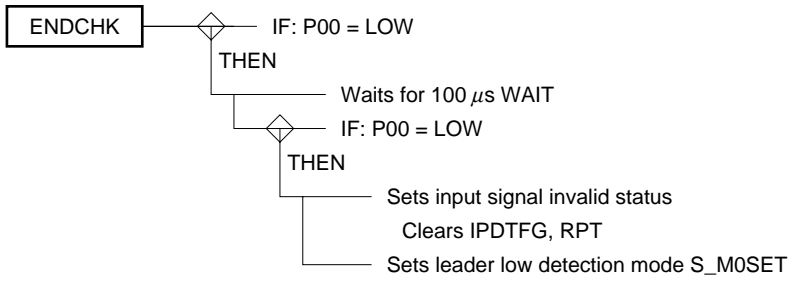 ENDCHK
IF: P00 = LOW
THEN
Waits for 100 μs WAIT
IF: P00 = LOW
THEN
Sets input signal invalid status
Clears IPDTFG, RPT
Sets leader low detection mode S_M0SET